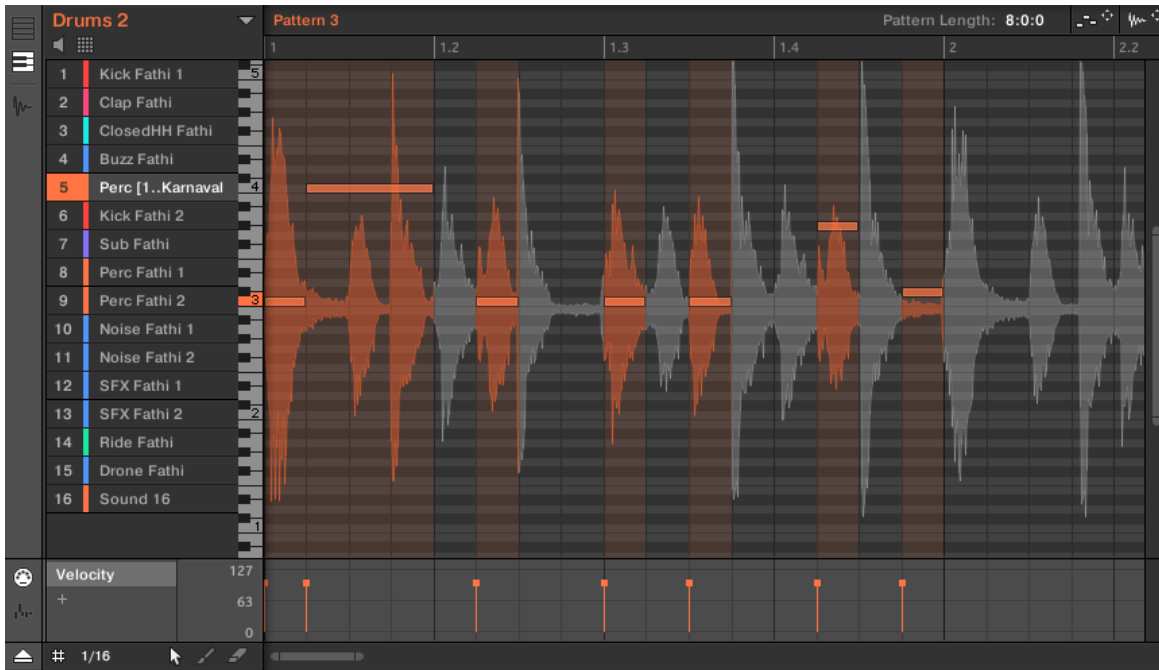 Drums 2 Pattern 3 Pattern Length: 8:0:0
1 1.2 1.3 1.4 2 2.2
1 Kick Fathi 1
2 Clap Fathi
3 ClosedHH Fathi
4 Buzz Fathi
5 Perc [1..Karnaval
6 Kick Fathi 2
7 Sub Fathi
8 Perc Fathi 1
9 Perc Fathi 2
10 Noise Fathi 1
11 Noise Fathi 2
12 SFX Fathi 1
13 SFX Fathi 2
14 Ride Fathi
15 Drone Fathi
16 Sound 16
5
4
3
2
1
Velocity 127
+ 63
0
1/16